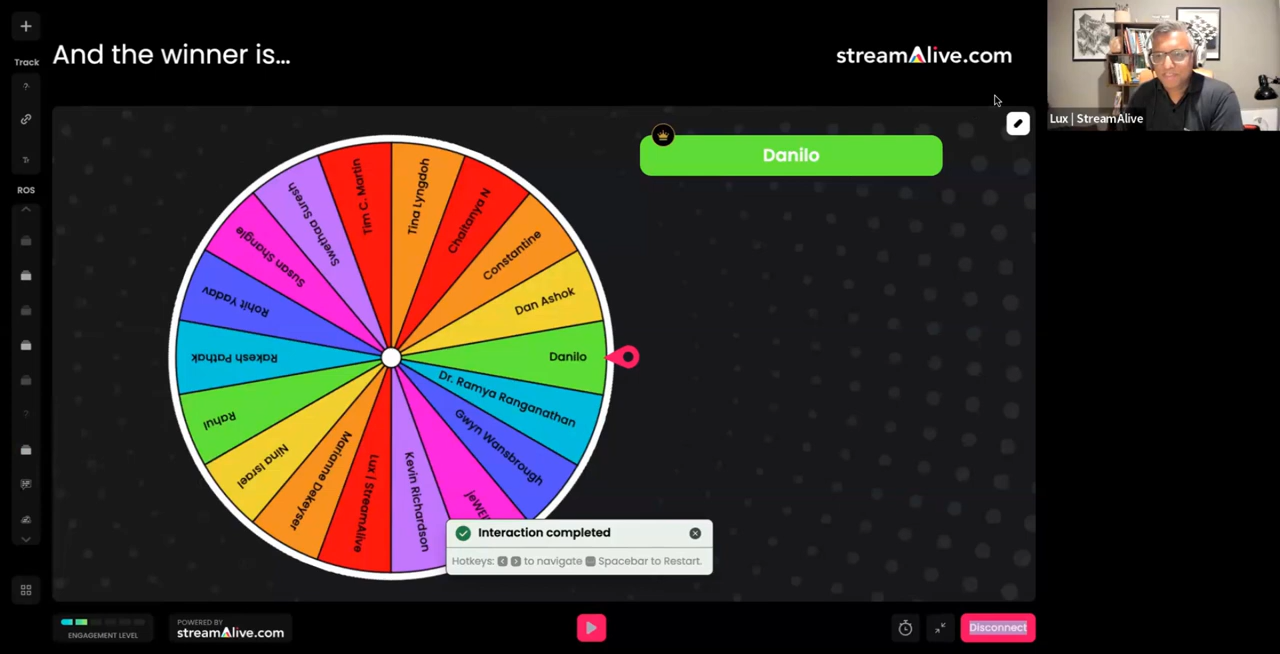 And the winner is...
streamAlive.com
Track
ROS
Lux | StreamAlive
Danilo
Tim C. Martin
Tina Lyngdoh
Chaitanya N
Constantine
Dan Ashok
Danilo
Dr. Ramya Ranganathan
Gwyn Wansbrough
Kevin Richardson
Lux | StreamAlive
Marianne Dekeyser
Nina Israel
Rahul
Rakesh Pathak
Rohit Yadav
Susan Shangle
Swethaa Suresh
Interaction completed
Hotkeys: < > to navigate Spacebar to Restart.
ENGAGEMENT LEVEL
POWERED BY
streamAlive.com
Disconnect